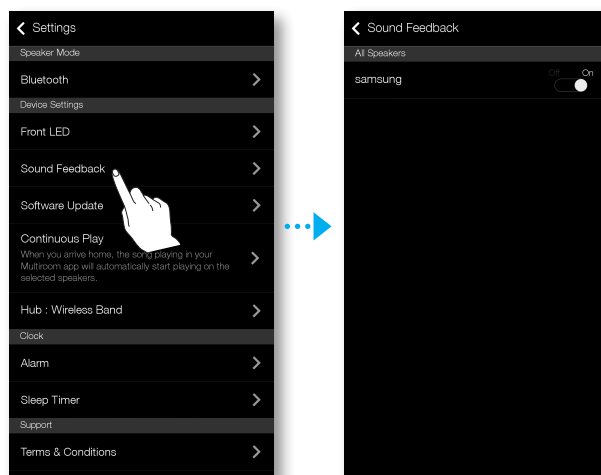 Settings
Speaker Mode
Bluetooth
Device Settings
Front LED
Sound Feedback
Software Update
Continuous Play
When you arrive home, the song playing in your
Multiroom app will automatically start playing on the
selected speakers.
Hub : Wireless Band
Clock
Alarm
Sleep Timer
Support
Terms & Conditions
Sound Feedback
All Speakers
samsung
Off On